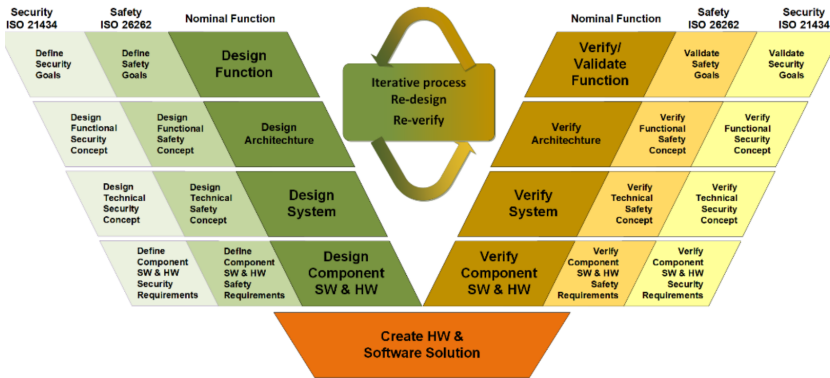 Security
ISO 21434
Safety
ISO 26262
Nominal Function
Nominal Function
Safety
ISO 26262
Security
ISO 21434
Define
Security
Goals
Define
Safety
Goals
Design
Function
Iterative process
Re-design
Re-verify
Verify/
Validate
Function
Validate
Safety
Goals
Validate
Security
Goals
Design
Functional
Security
Concept
Design
Functional
Safety
Concept
Design
Architechture
Verify
Architechture
Verify
Functional
Safety
Concept
Verify
Functional
Security
Concept
Design
Technical
Security
Concept
Design
Technical
Safety
Concept
Design
System
Verify
System
Verify
Technical
Safety
Concept
Verify
Technical
Security
Concept
Define
Component
SW & HW
Security
Requirements
Define
Component
SW & HW
Safety
Requirements
Design
Component
SW & HW
Verify
Component
SW & HW
Verify
Component
SW & HW
Safety
Requirements
Verify
Component
SW & HW
Security
Requirements
Create HW &
Software Solution